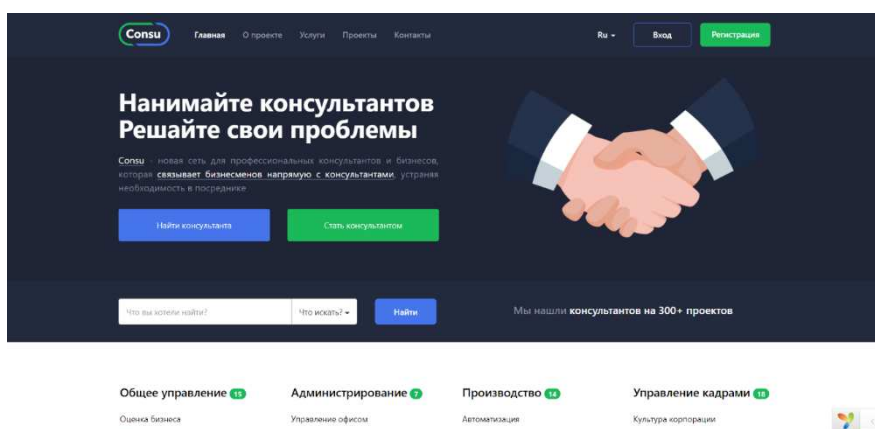 Consu Главная О проекте Услуги Проекты Контакты Ru Вход Регистрация
Нанимайте консультантов
Решайте свои проблемы
Consu - новая сеть для профессиональных консультантов и бизнесов,
которая связывает бизнесменов напрямую с консультантами, устраняя
необходимость в посреднике
Найти консультанта Стать консультантом
Что вы хотели найти? Что искать? Найти Мы нашли консультантов на 300+ проектов
Общее управление 15 Администрирование 7 Производство 14 Управление кадрами 18
Оценка бизнеса Управление офисом Автоматизация Культура корпорации